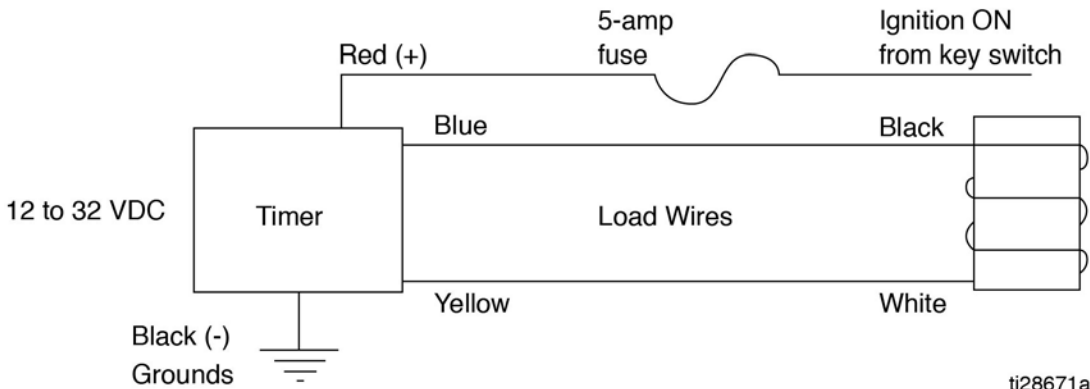 5-amp
fuse
Ignition ON
from key switch
Red (+)
Blue
Black
12 to 32 VDC
Timer
Load Wires
Yellow
White
Black (-)
Grounds
ti28671a